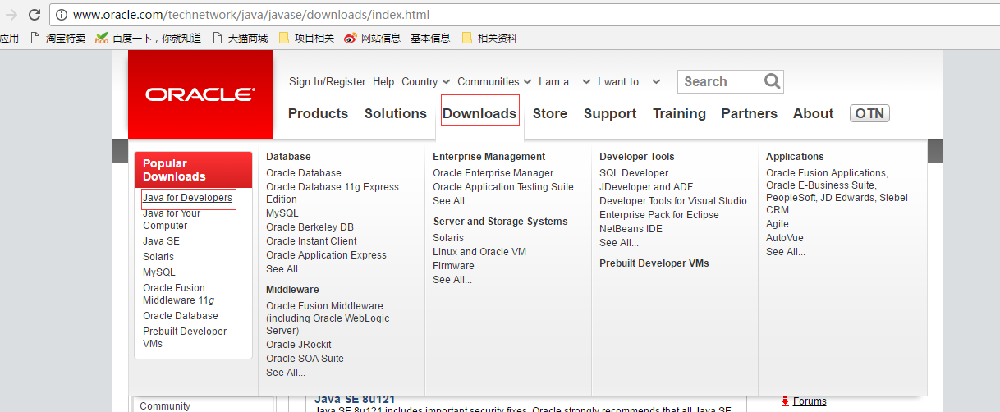 www.oracle.com/technetwork/java/javase/downloads/index.html
应用 淘宝特卖 hao 百度一下，你就知道 天猫商城 项目相关 网站信息 - 基本信息 相关资料
ORACLE
Sign In/Register Help Country Communities I am a... I want to... Search
Products Solutions Downloads Store Support Training Partners About OTN
Popular
Downloads
Java for Developers
Java for Your
Computer
Java SE
Solaris
MySQL
Oracle Fusion
Middleware 11g
Oracle Database
Prebuilt Developer
VMs
Database
Oracle Database
Oracle Database 11g Express
Edition
MySQL
Oracle Berkeley DB
Oracle Instant Client
Oracle Application Express
See All...
Middleware
Oracle Fusion Middleware
(including Oracle WebLogic
Server)
Oracle JRockit
Oracle SOA Suite
See All...
Enterprise Management
Oracle Enterprise Manager
Oracle Application Testing Suite
See All...
Server and Storage Systems
Solaris
Linux and Oracle VM
Firmware
See All...
Developer Tools
SQL Developer
JDeveloper and ADF
Developer Tools for Visual Studio
Enterprise Pack for Eclipse
NetBeans IDE
See All...
Prebuilt Developer VMs
Applications
Oracle Fusion Applications,
Oracle E-Business Suite,
PeopleSoft, JD Edwards, Siebel
CRM
Agile
AutoVue
See All...
Community
Java SE 8u121
Java SE 8u121 includes important security fixes. Oracle strongly recommends that all Java SE
Forums